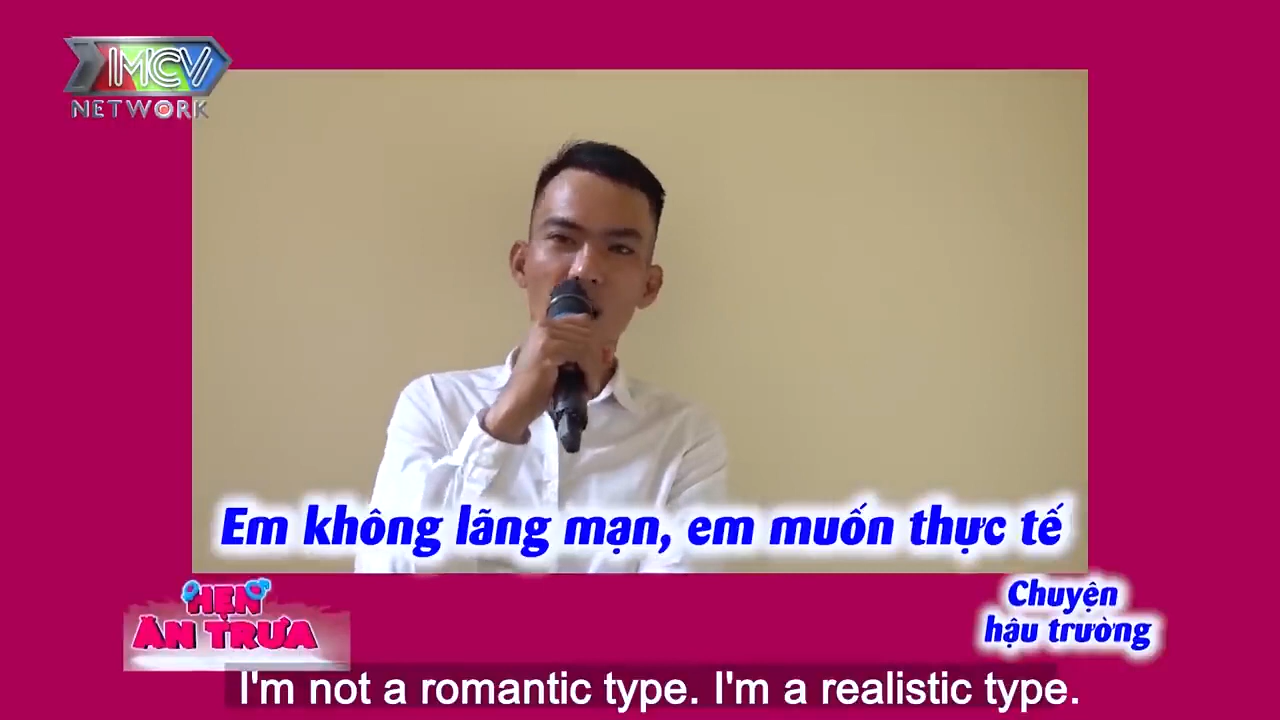 MCV
NETWORK
Em không lãng mạn, em muốn thực tế
HẸN
ĂN TRƯA
Chuyện
hậu trường
I'm not a romantic type. I'm a realistic type.